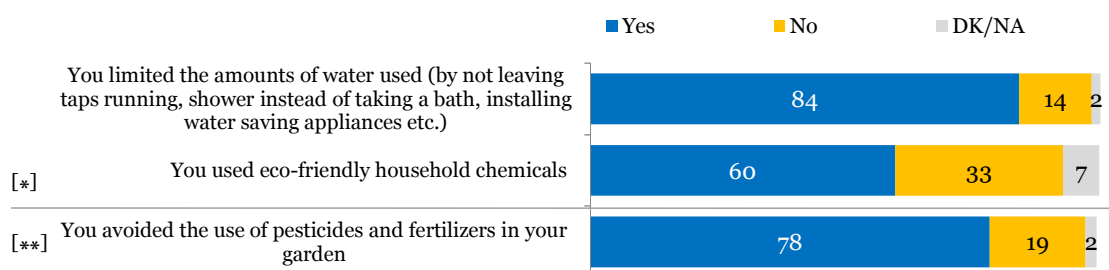 Yes No DK/NA
You limited the amounts of water used (by not leaving
taps running, shower instead of taking a bath, installing
water saving appliances etc.)
84 14 2
[*] You used eco-friendly household chemicals
60 33 7
[**] You avoided the use of pesticides and fertilizers in your
garden
78 19 2